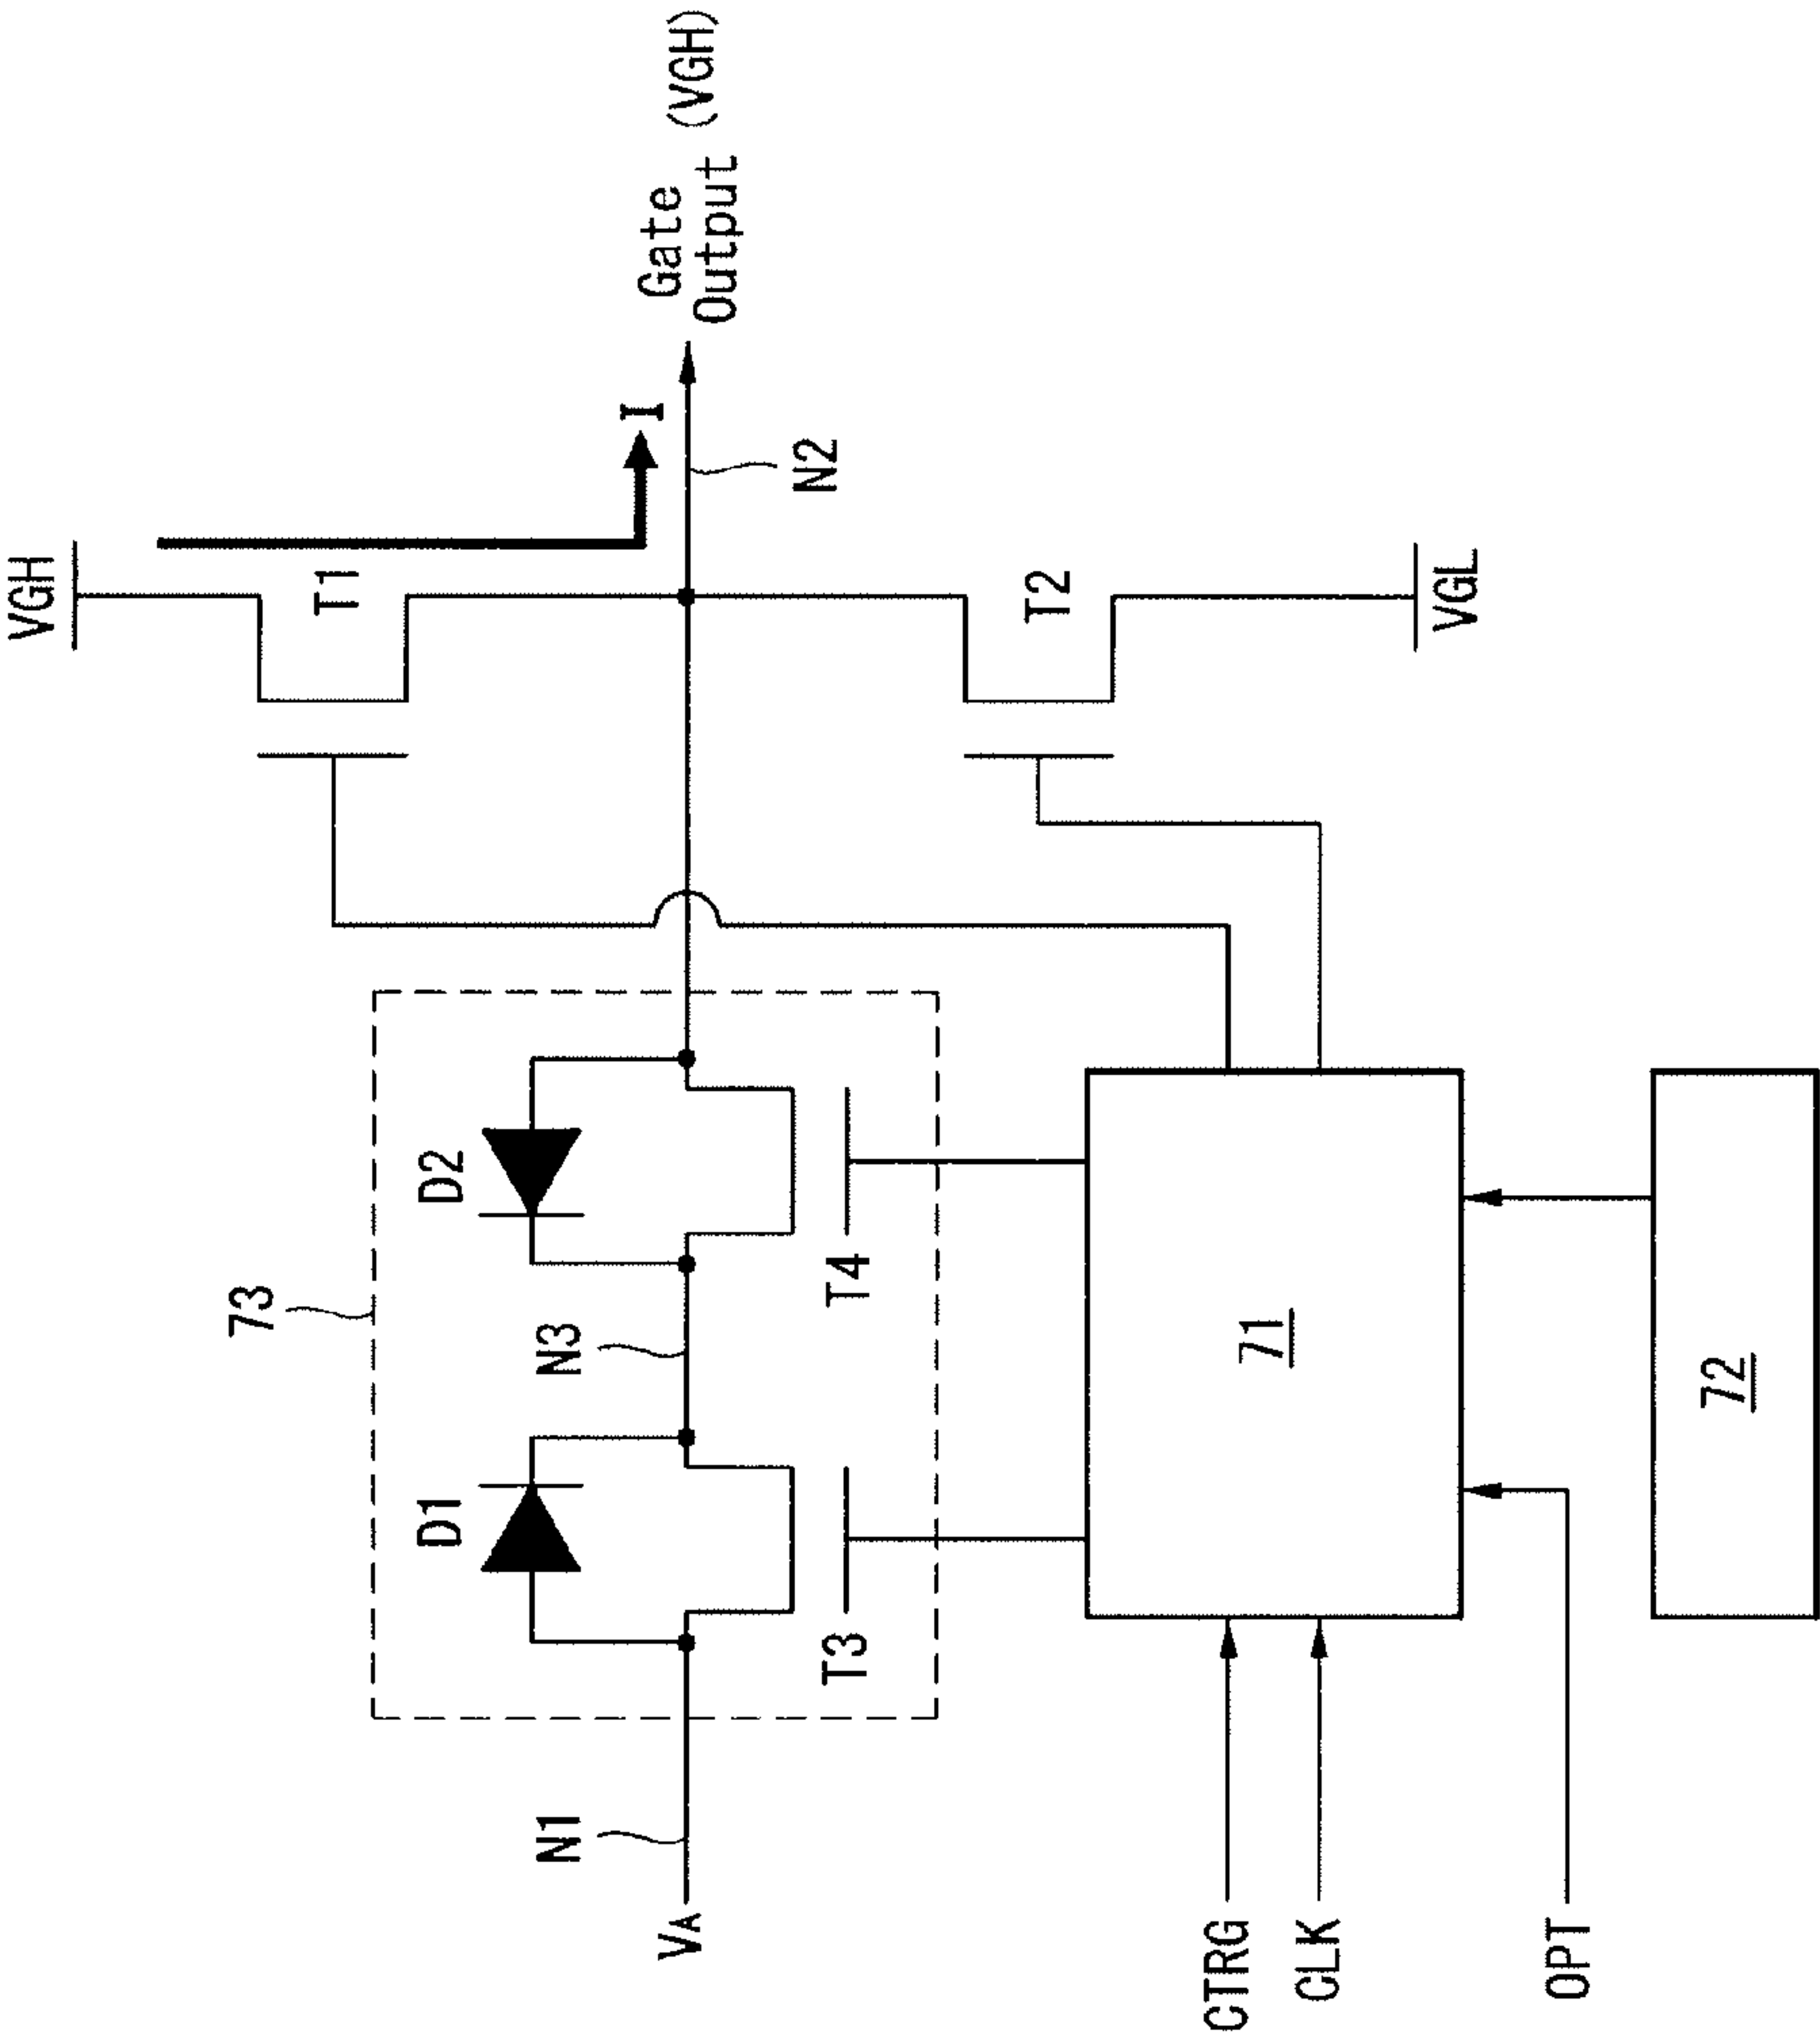 VGH
T1
I
Gate
Output (VGH)
N2
T2
VGL
73
D1
D2
N3
N1
VA
T3
T4
71
72
CTRG
CLK
OPT